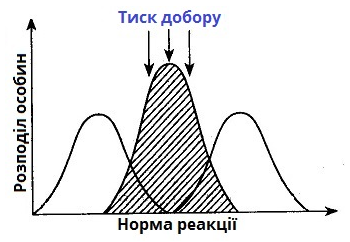 Тиск добору
Розподіл особин
Норма реакції